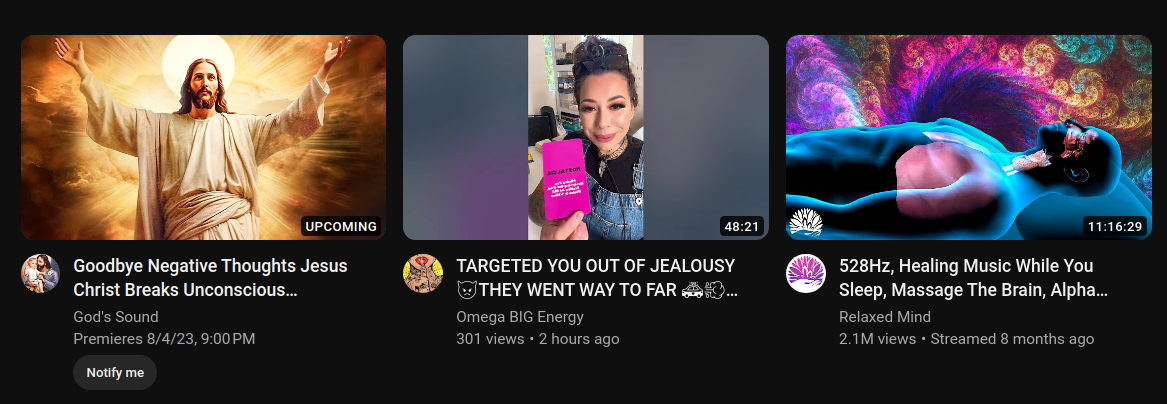 UPCOMING
48:21
11:16:29
Goodbye Negative Thoughts Jesus
Christ Breaks Unconscious…
God's Sound
Premieres 8/4/23, 9:00 PM
Notify me
TARGETED YOU OUT OF JEALOUSY
😈THEY WENT WAY TO FAR 🚓💨…
Omega BIG Energy
301 views • 2 hours ago
528Hz, Healing Music While You
Sleep, Massage The Brain, Alpha…
Relaxed Mind
2.1M views • Streamed 8 months ago